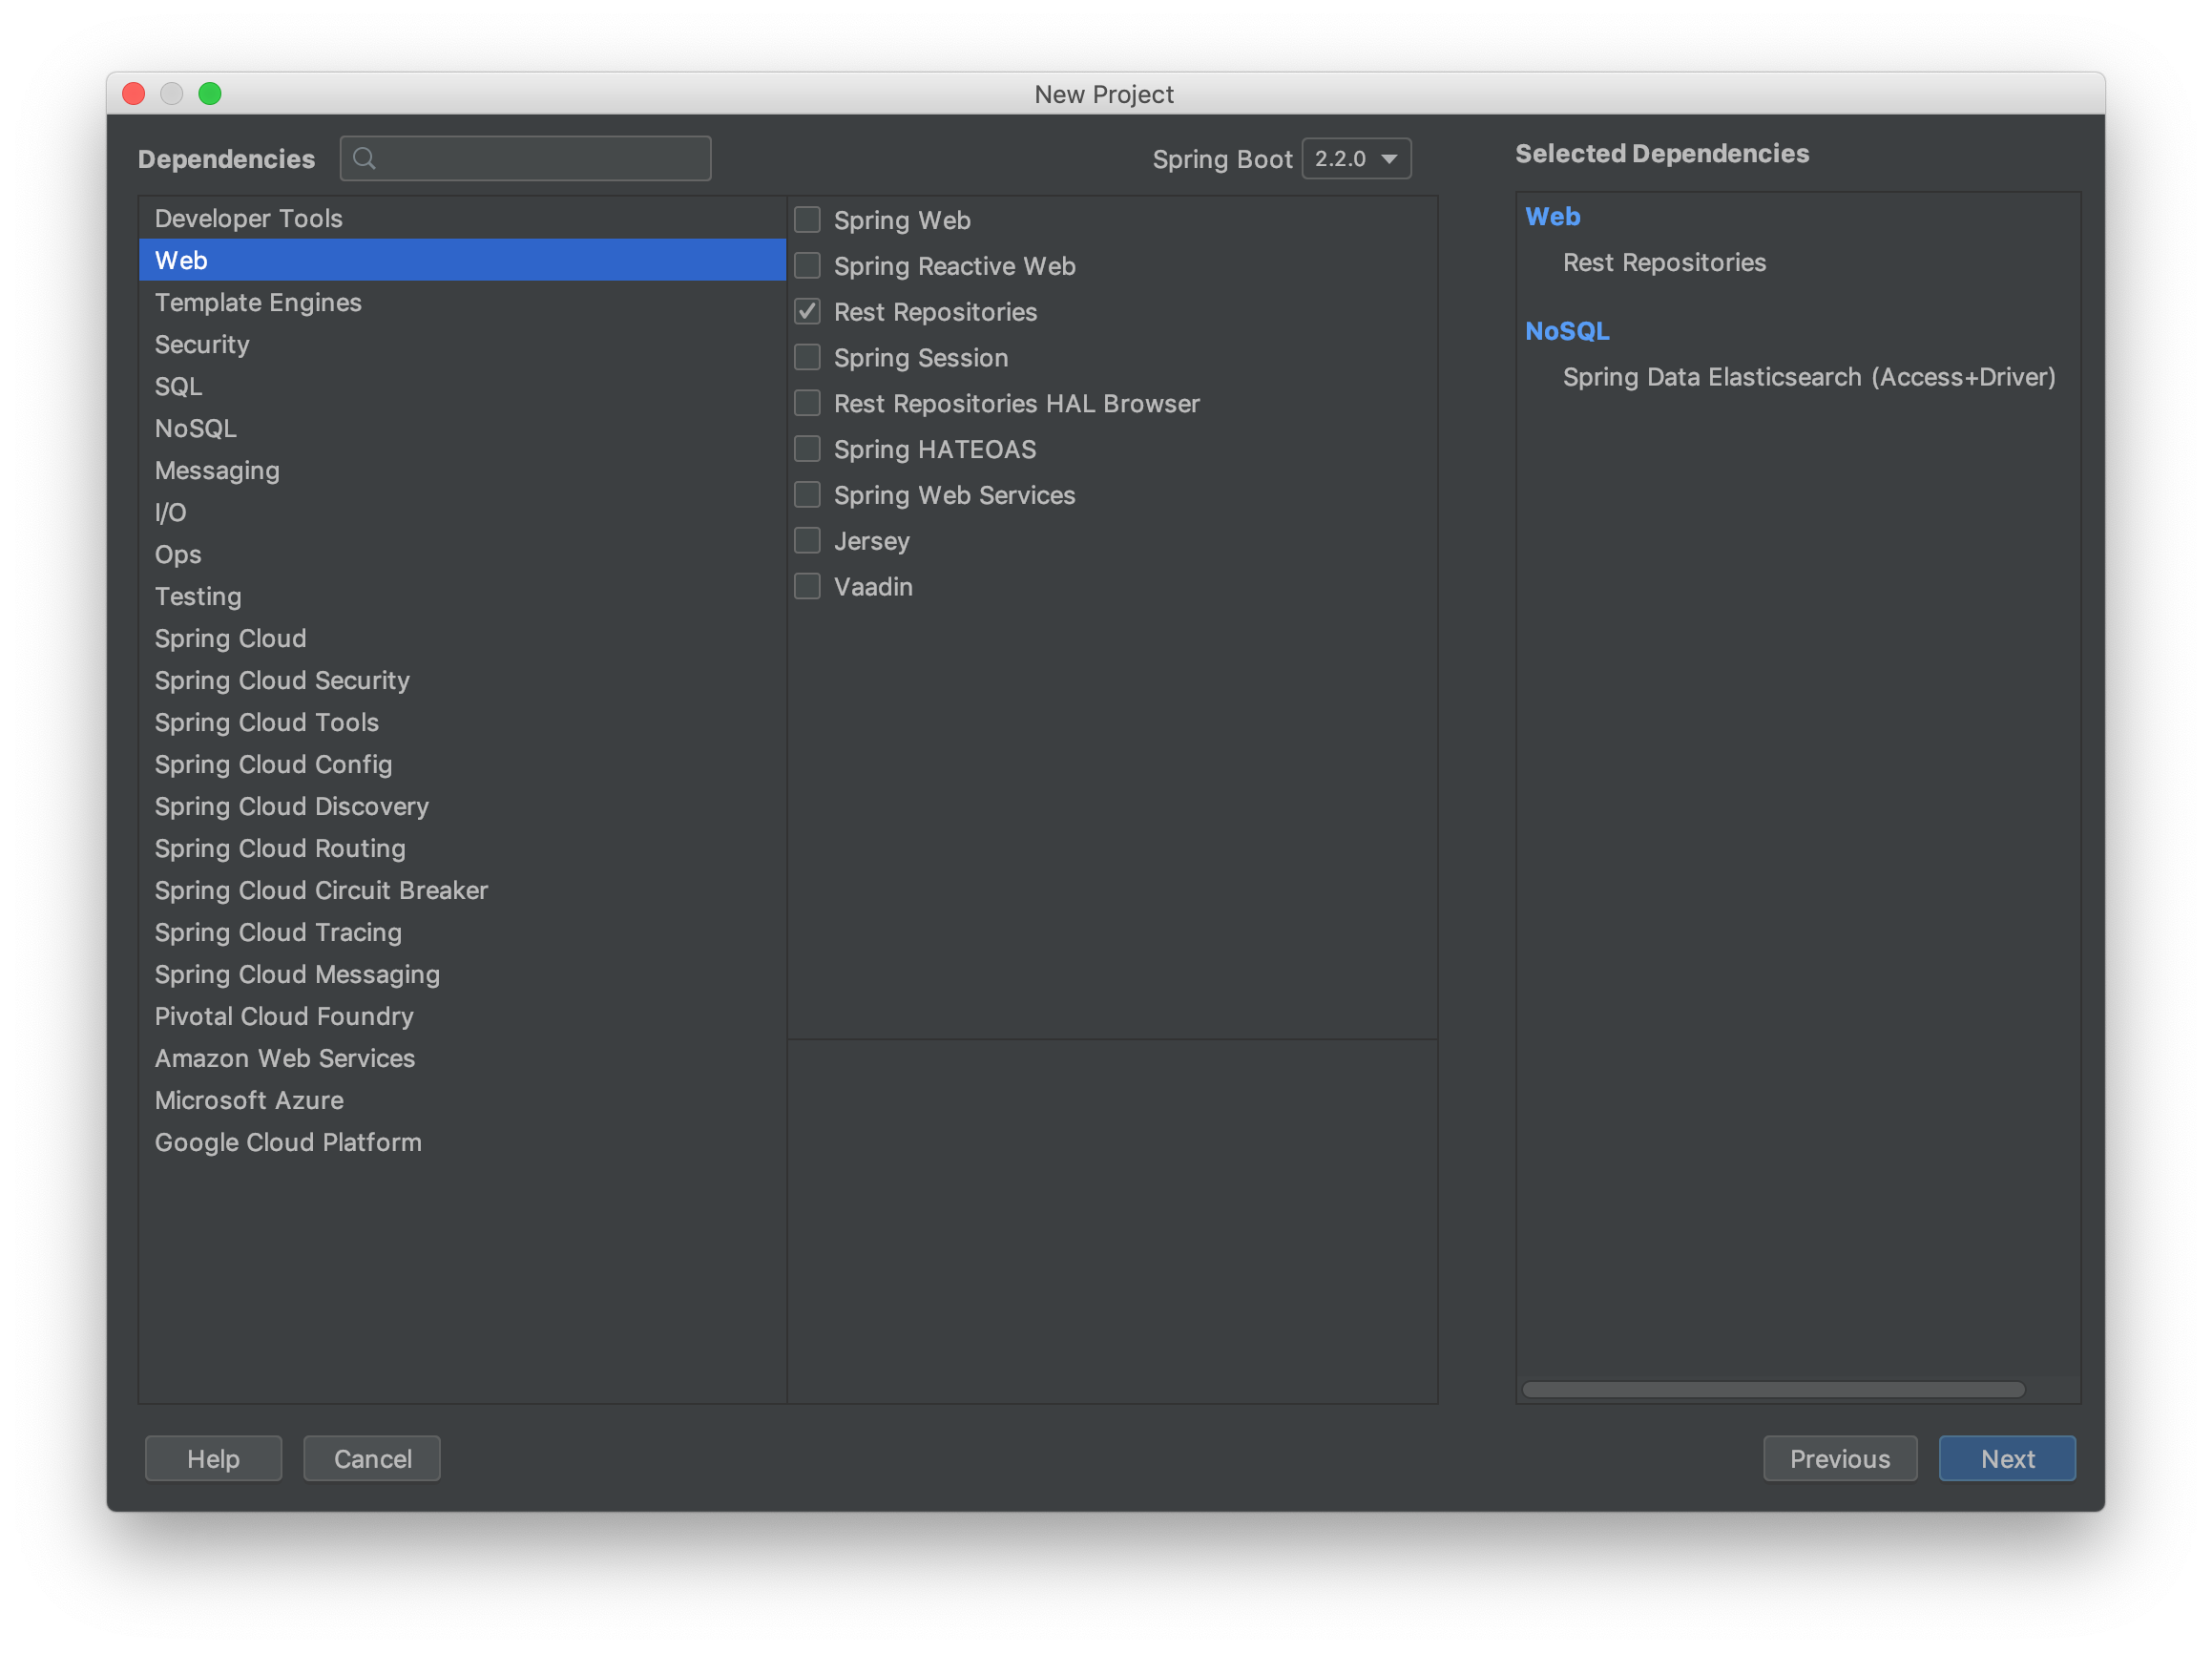 New Project
Dependencies
Spring Boot 2.2.0
Selected Dependencies
Developer Tools
Web
Template Engines
Security
SQL
NoSQL
Messaging
I/O
Ops
Testing
Spring Cloud
Spring Cloud Security
Spring Cloud Tools
Spring Cloud Config
Spring Cloud Discovery
Spring Cloud Routing
Spring Cloud Circuit Breaker
Spring Cloud Tracing
Spring Cloud Messaging
Pivotal Cloud Foundry
Amazon Web Services
Microsoft Azure
Google Cloud Platform
Spring Web
Spring Reactive Web
Rest Repositories
Spring Session
Rest Repositories HAL Browser
Spring HATEOAS
Spring Web Services
Jersey
Vaadin
Web
Rest Repositories
NoSQL
Spring Data Elasticsearch (Access+Driver)
Help
Cancel
Previous
Next